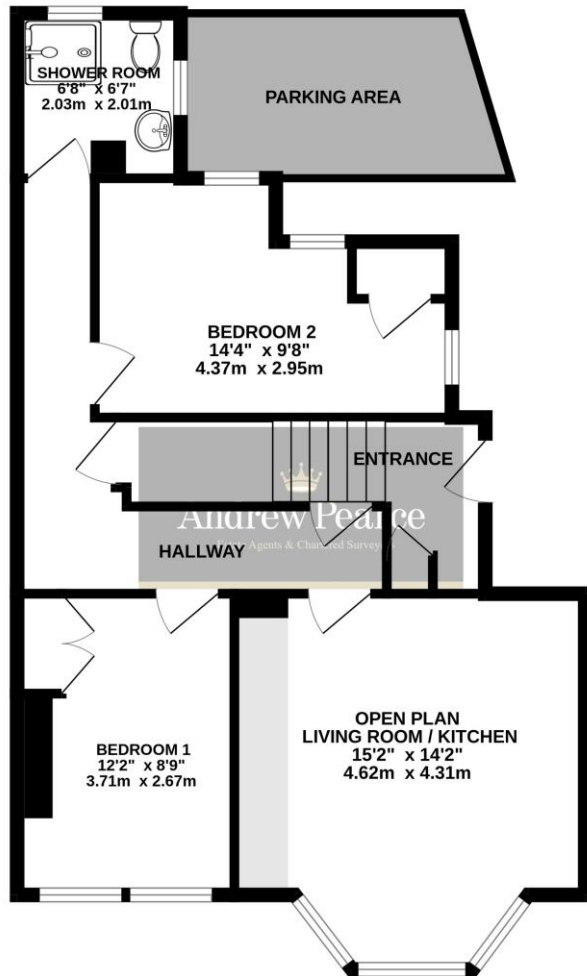 SHOWER ROOM
6'8" x 6'7"
2.03m x 2.01m
PARKING AREA
BEDROOM 2
14'4" x 9'8"
4.37m x 2.95m
ENTRANCE
Andrew Pearce
Estate Agents & Chartered Surveyors
HALLWAY
BEDROOM 1
12'2" x 8'9"
3.71m x 2.67m
OPEN PLAN
LIVING ROOM / KITCHEN
15'2" x 14'2"
4.62m x 4.31m